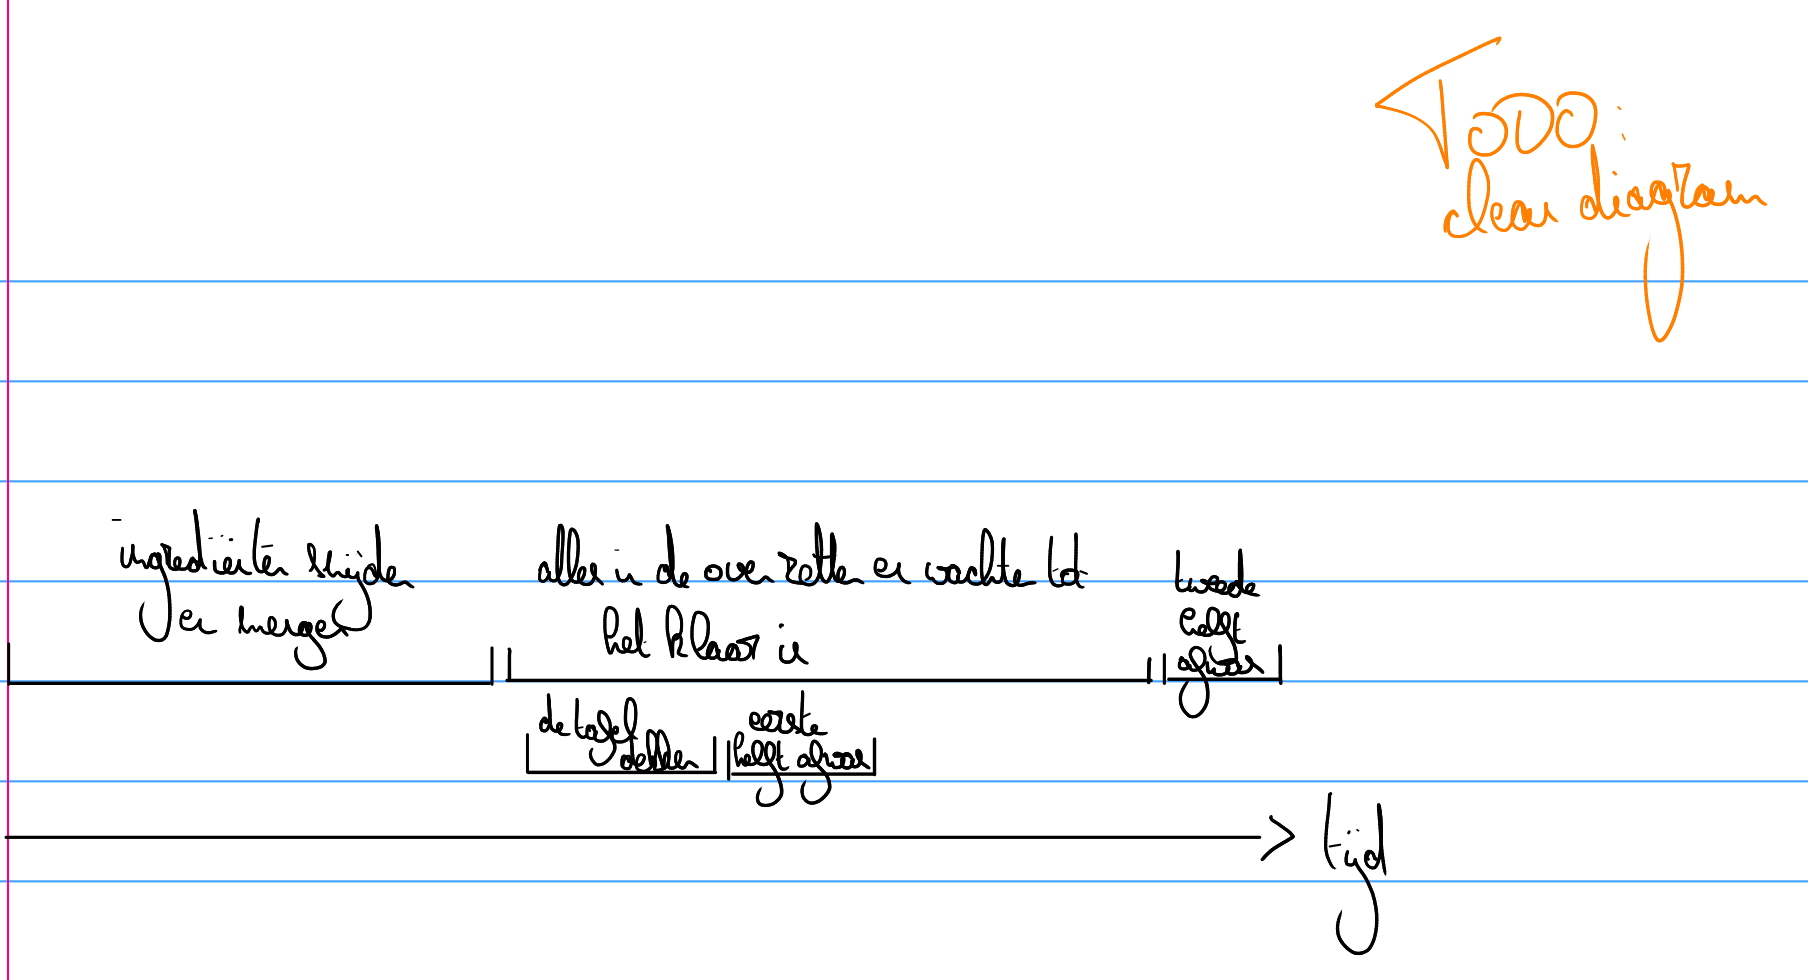 TODO:
clean diagram
ingrediënten snijden
en mengen
alles in de oven zetten en wachten tot
het klaar is
tweede
helft
afwas
de tafel
dekken
eerste
helft afwas
tijd